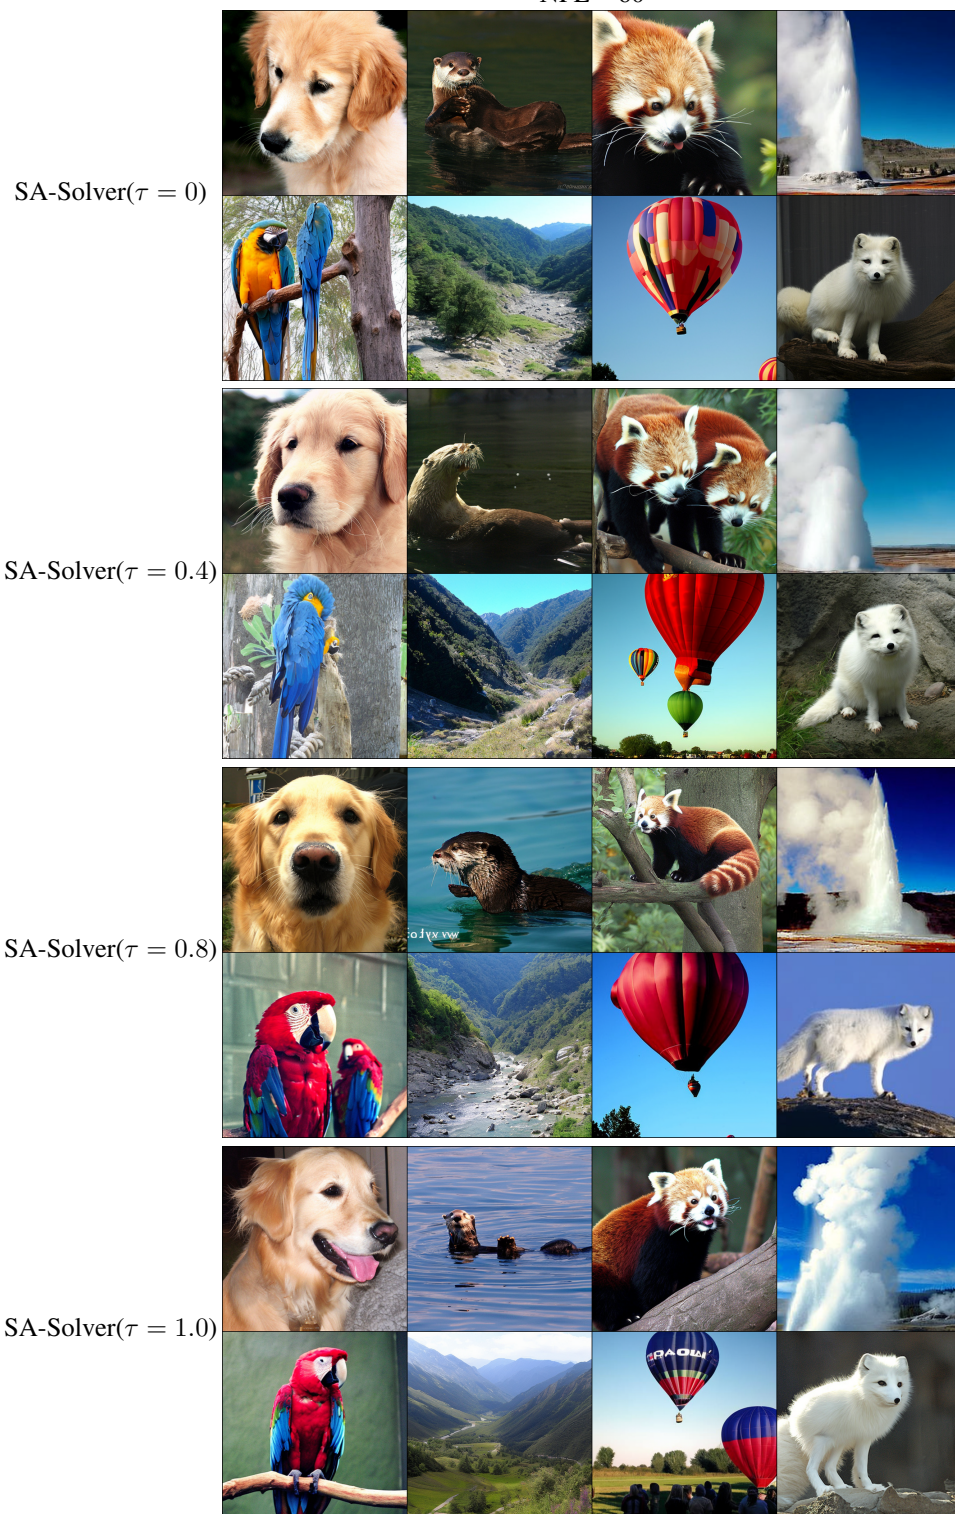 SA-Solver(τ = 0)
SA-Solver(τ = 0.4)
SA-Solver(τ = 0.8)
SA-Solver(τ = 1.0)